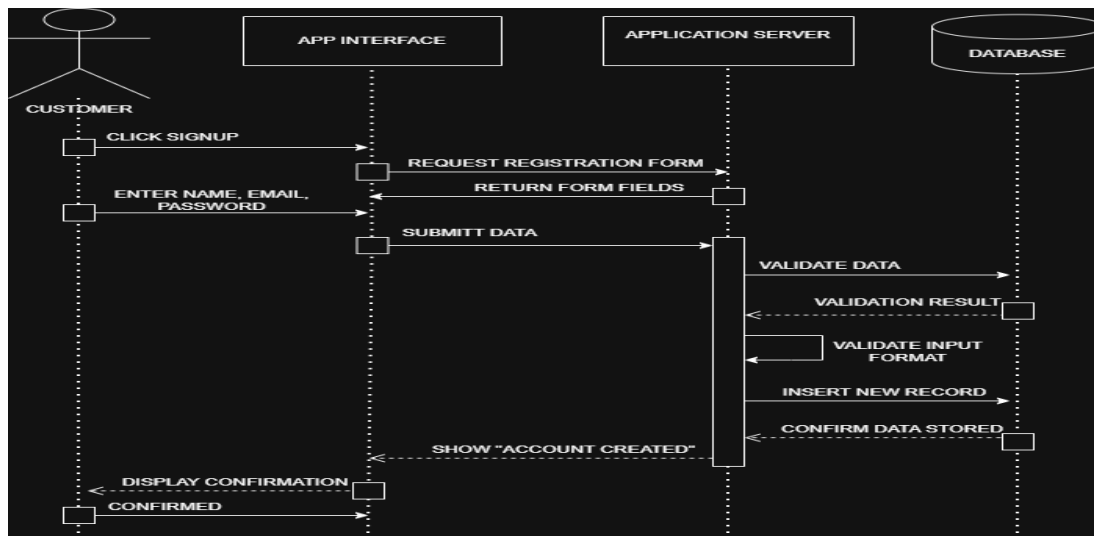 APP INTERFACE
APPLICATION SERVER
DATABASE
CUSTOMER
CLICK SIGNUP
REQUEST REGISTRATION FORM
RETURN FORM FIELDS
ENTER NAME, EMAIL,
PASSWORD
SUBMITT DATA
VALIDATE DATA
VALIDATION RESULT
VALIDATE INPUT
FORMAT
INSERT NEW RECORD
CONFIRM DATA STORED
SHOW "ACCOUNT CREATED"
DISPLAY CONFIRMATION
CONFIRMED